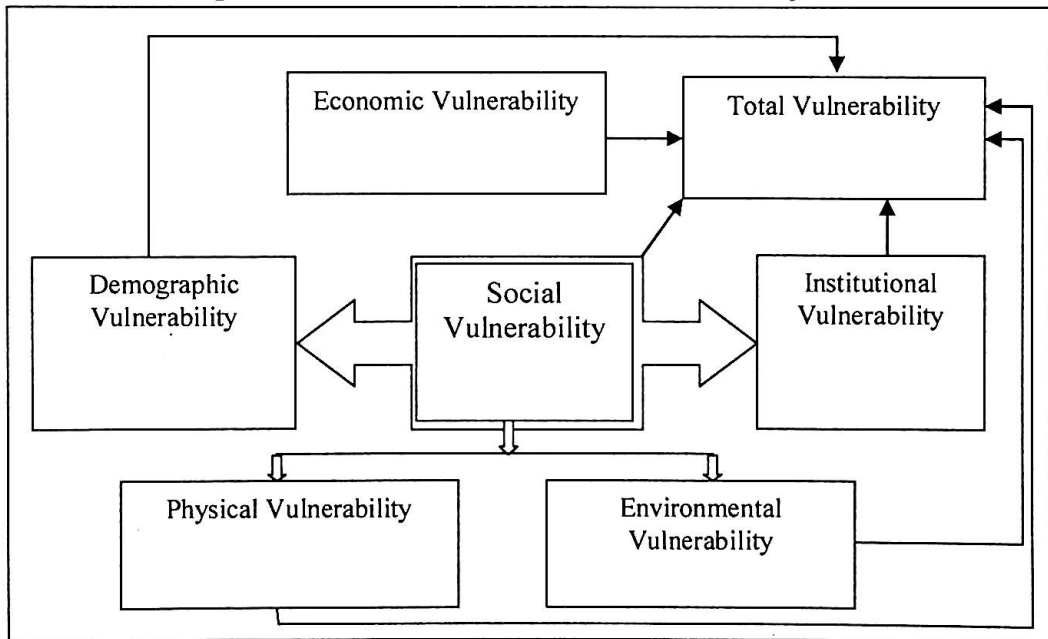 Economic Vulnerability
Total Vulnerability
Demographic
Vulnerability
Social
Vulnerability
Institutional
Vulnerability
Physical Vulnerability
Environmental
Vulnerability